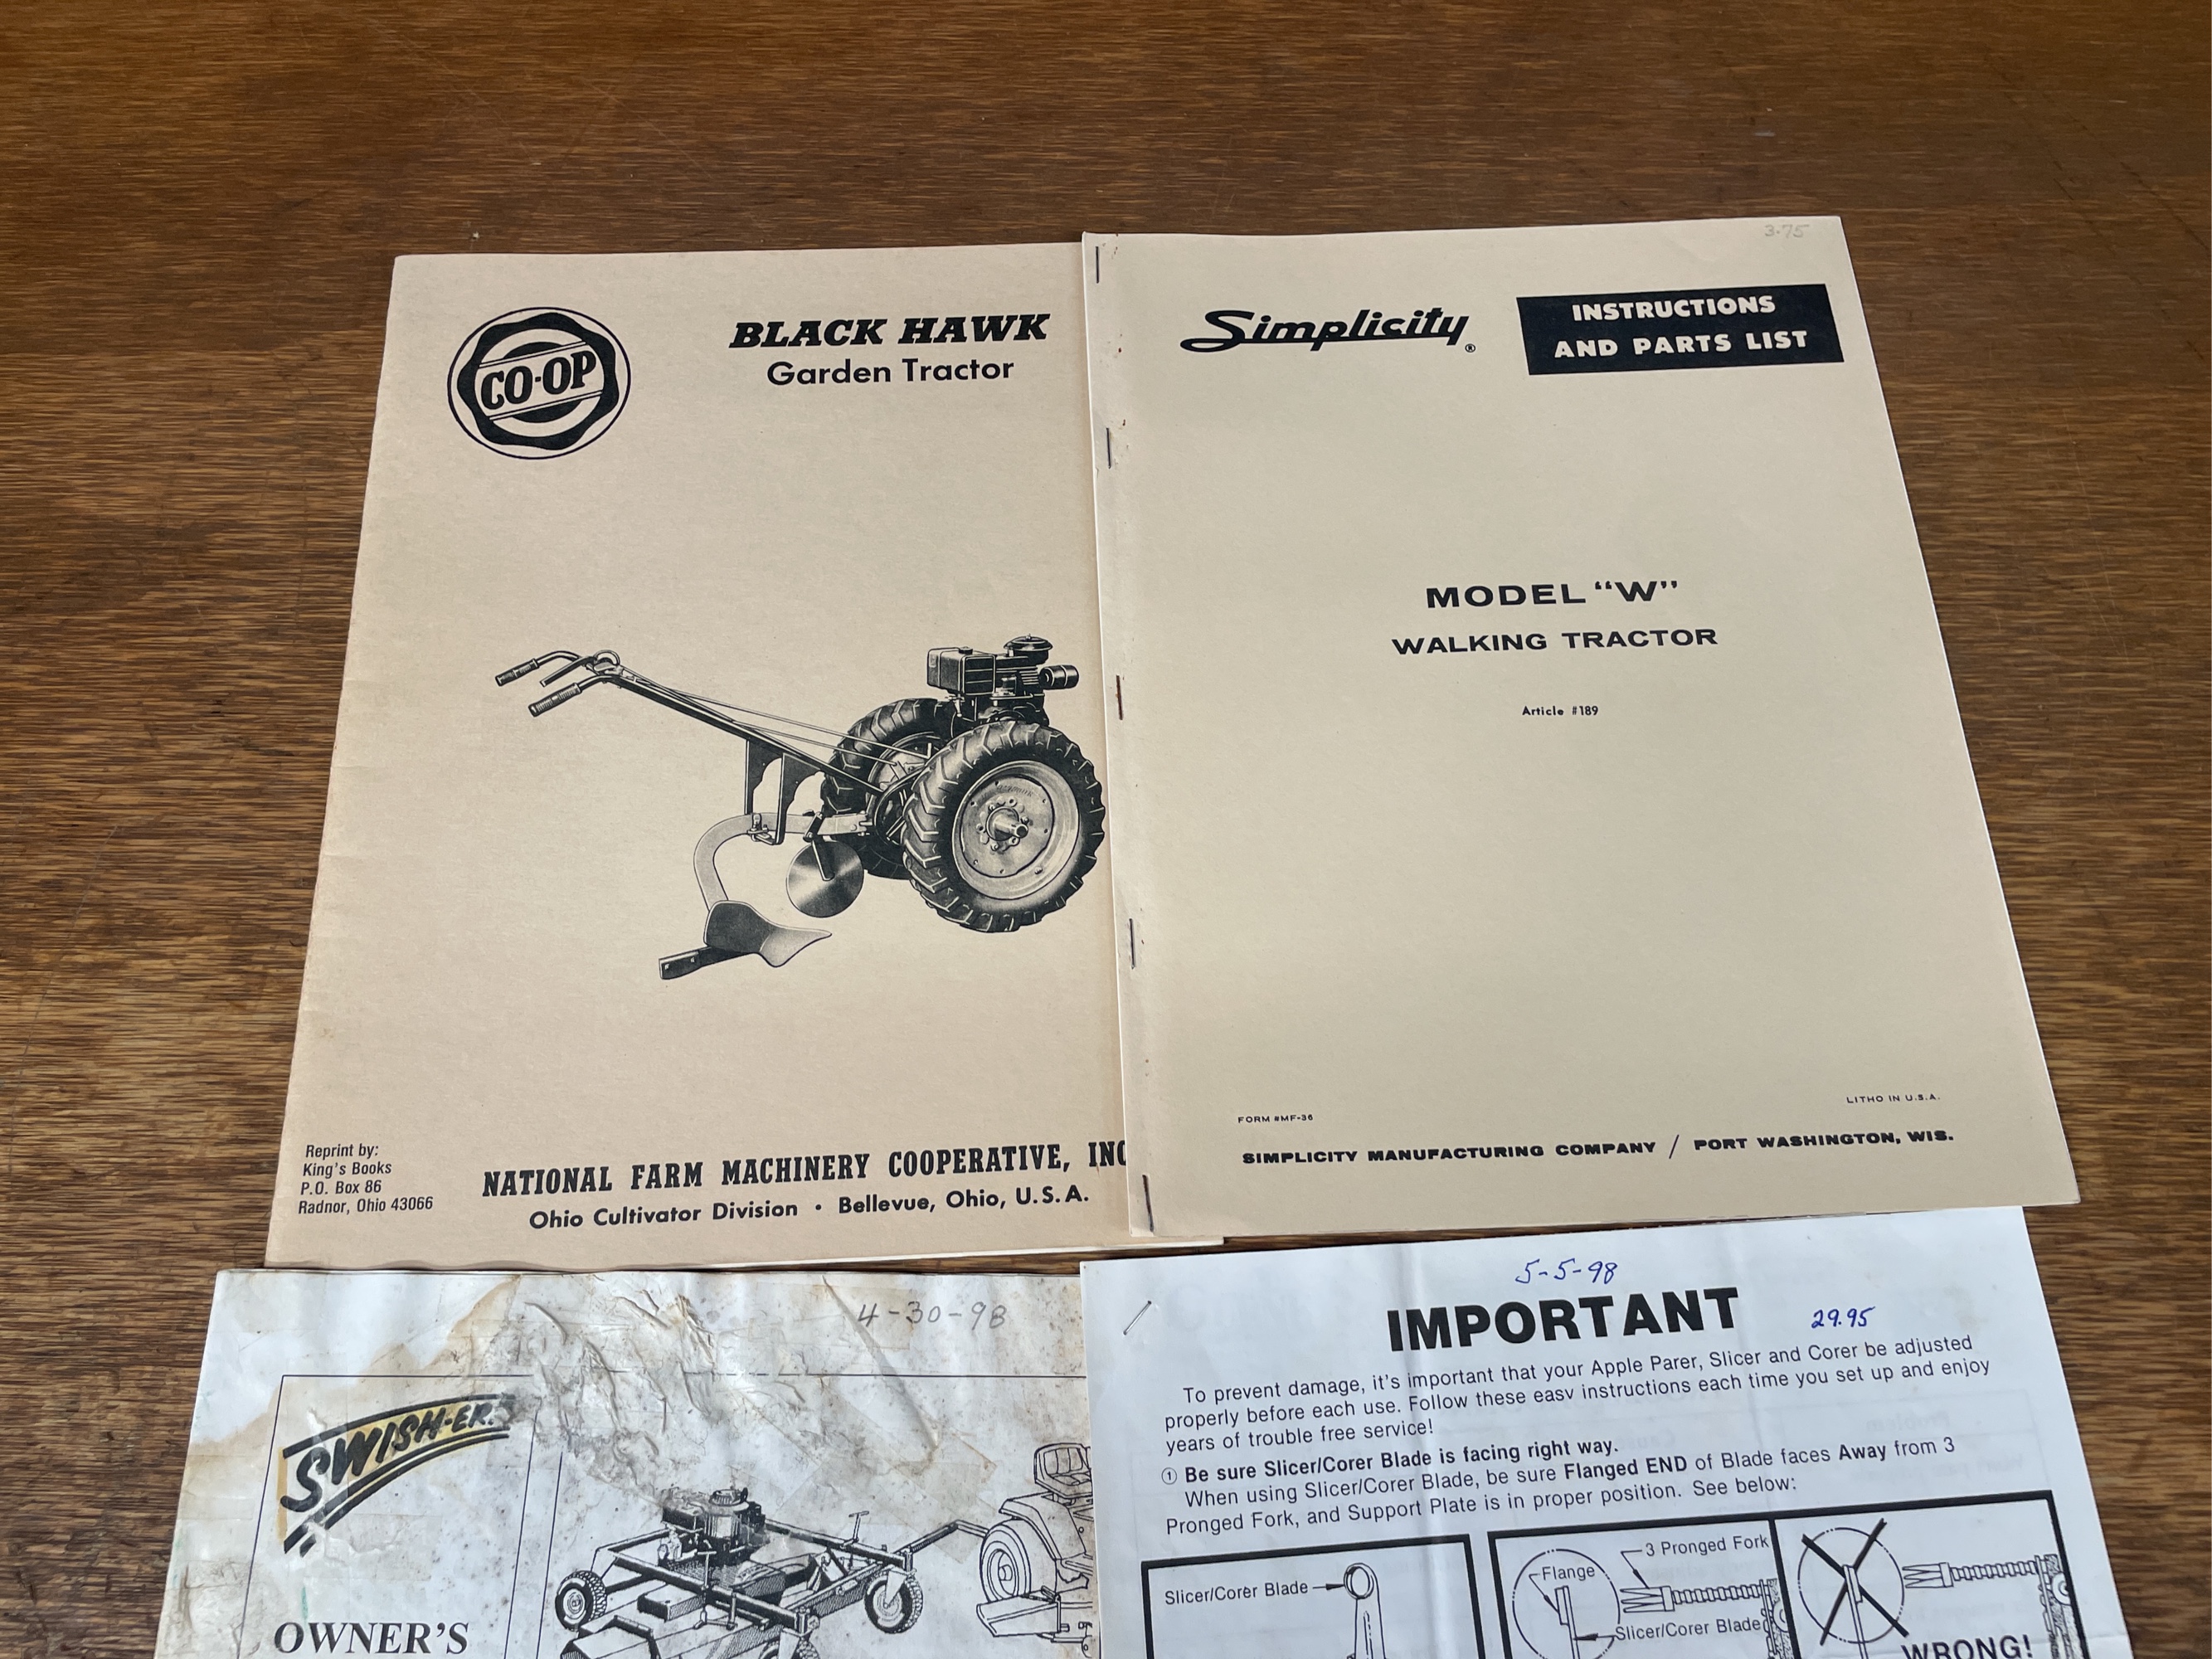 CO-OP
BLACK HAWK
Garden Tractor
Reprint by:
King's Books
P.O. Box 86
Radnor, Ohio 43066
NATIONAL FARM MACHINERY COOPERATIVE, INC
Ohio Cultivator Division • Bellevue, Ohio, U.S.A.
3.75
Simplicity®
INSTRUCTIONS
AND PARTS LIST
MODEL “W”
WALKING TRACTOR
Article #189
FORM #MF-36
LITHO IN U.S.A.
SIMPLICITY MANUFACTURING COMPANY / PORT WASHINGTON, WIS.
4-30-98
SWISH-ER.
OWNER'S
5-5-98
IMPORTANT
29.95
To prevent damage, it's important that your Apple Parer, Slicer and Corer be adjusted
properly before each use. Follow these easy instructions each time you set up and enjoy
years of trouble free service!
① Be sure Slicer/Corer Blade is facing right way.
When using Slicer/Corer Blade, be sure Flanged END of Blade faces Away from 3
Pronged Fork, and Support Plate is in proper position. See below:
Slicer/Corer Blade
Flange
3 Pronged Fork
Slicer/Corer Blade
WRONG!